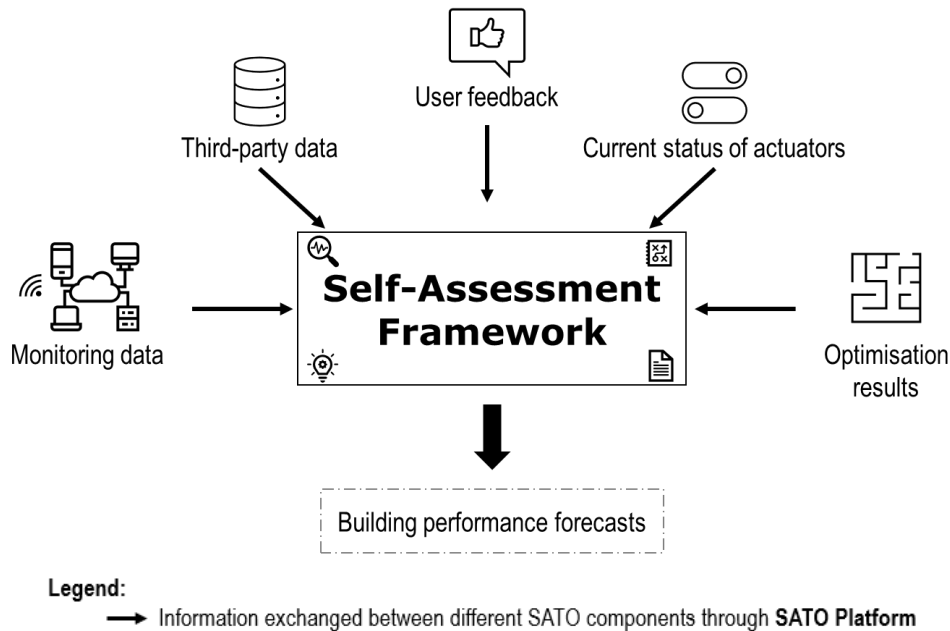 User feedback
Third-party data
Current status of actuators
Self-Assessment
Framework
Monitoring data
Optimisation
results
Building performance forecasts
Legend:
Information exchanged between different SATO components through SATO Platform